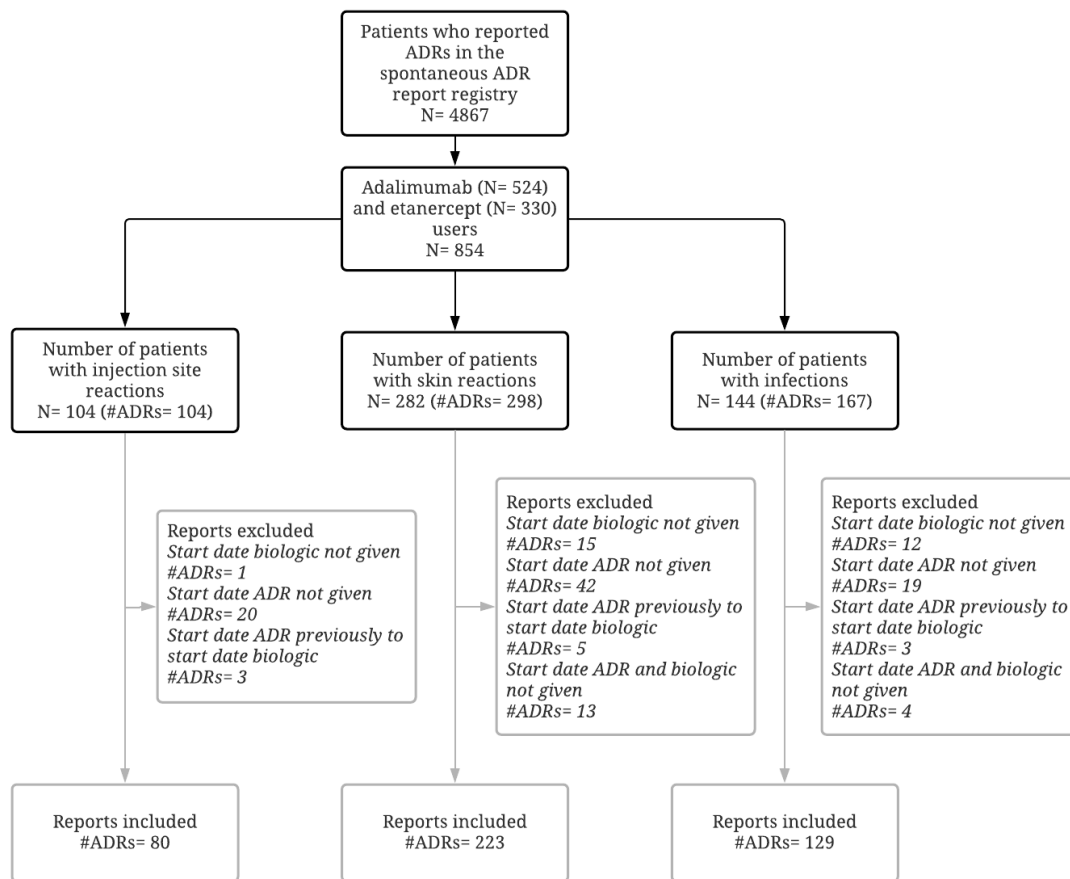 Patients who reported
ADRs in the
spontaneous ADR
report registry
N= 4867
Adalimumab (N= 524)
and etanercept (N= 330)
users
N= 854
Number of patients
with injection site
reactions
N= 104 (#ADRs= 104)
Number of patients
with skin reactions
N= 282 (#ADRs= 298)
Number of patients
with infections
N= 144 (#ADRs= 167)
Reports excluded
Start date biologic not given
#ADRs= 1
Start date ADR not given
#ADRs= 20
Start date ADR previously to
start date biologic
#ADRs= 3
Reports excluded
Start date biologic not given
#ADRs= 15
Start date ADR not given
#ADRs= 42
Start date ADR previously to
start date biologic
#ADRs= 5
Start date ADR and biologic
not given
#ADRs= 13
Reports excluded
Start date biologic not given
#ADRs= 12
Start date ADR not given
#ADRs= 19
Start date ADR previously to
start date biologic
#ADRs= 3
Start date ADR and biologic
not given
#ADRs= 4
Reports included
#ADRs= 80
Reports included
#ADRs= 223
Reports included
#ADRs= 129